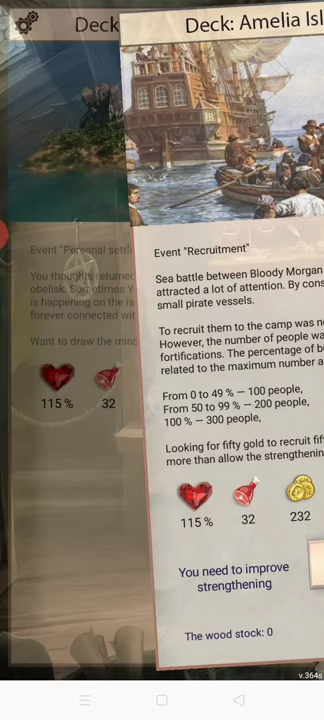 Deck
Deck: Amelia Isl
Event "Personal settl
You thoughts returned
obelisk. Sometimes Y
is happening on the is
forever connected wit
Want to draw the mind
115 %
32
Event "Recruitment"
Sea battle between Bloody Morgan
attracted a lot of attention. By cons
small pirate vessels.
To recruit them to the camp was n
However, the number of people wa
fortifications. The percentage of b
related to the maximum number a
From 0 to 49 % – 100 people,
From 50 to 99 % – 200 people,
100 % – 300 people,
Looking for fifty gold to recruit fif
more than allow the strengthenin
115 %
32
232
You need to improve
strengthening
The wood stock: 0
v.364s